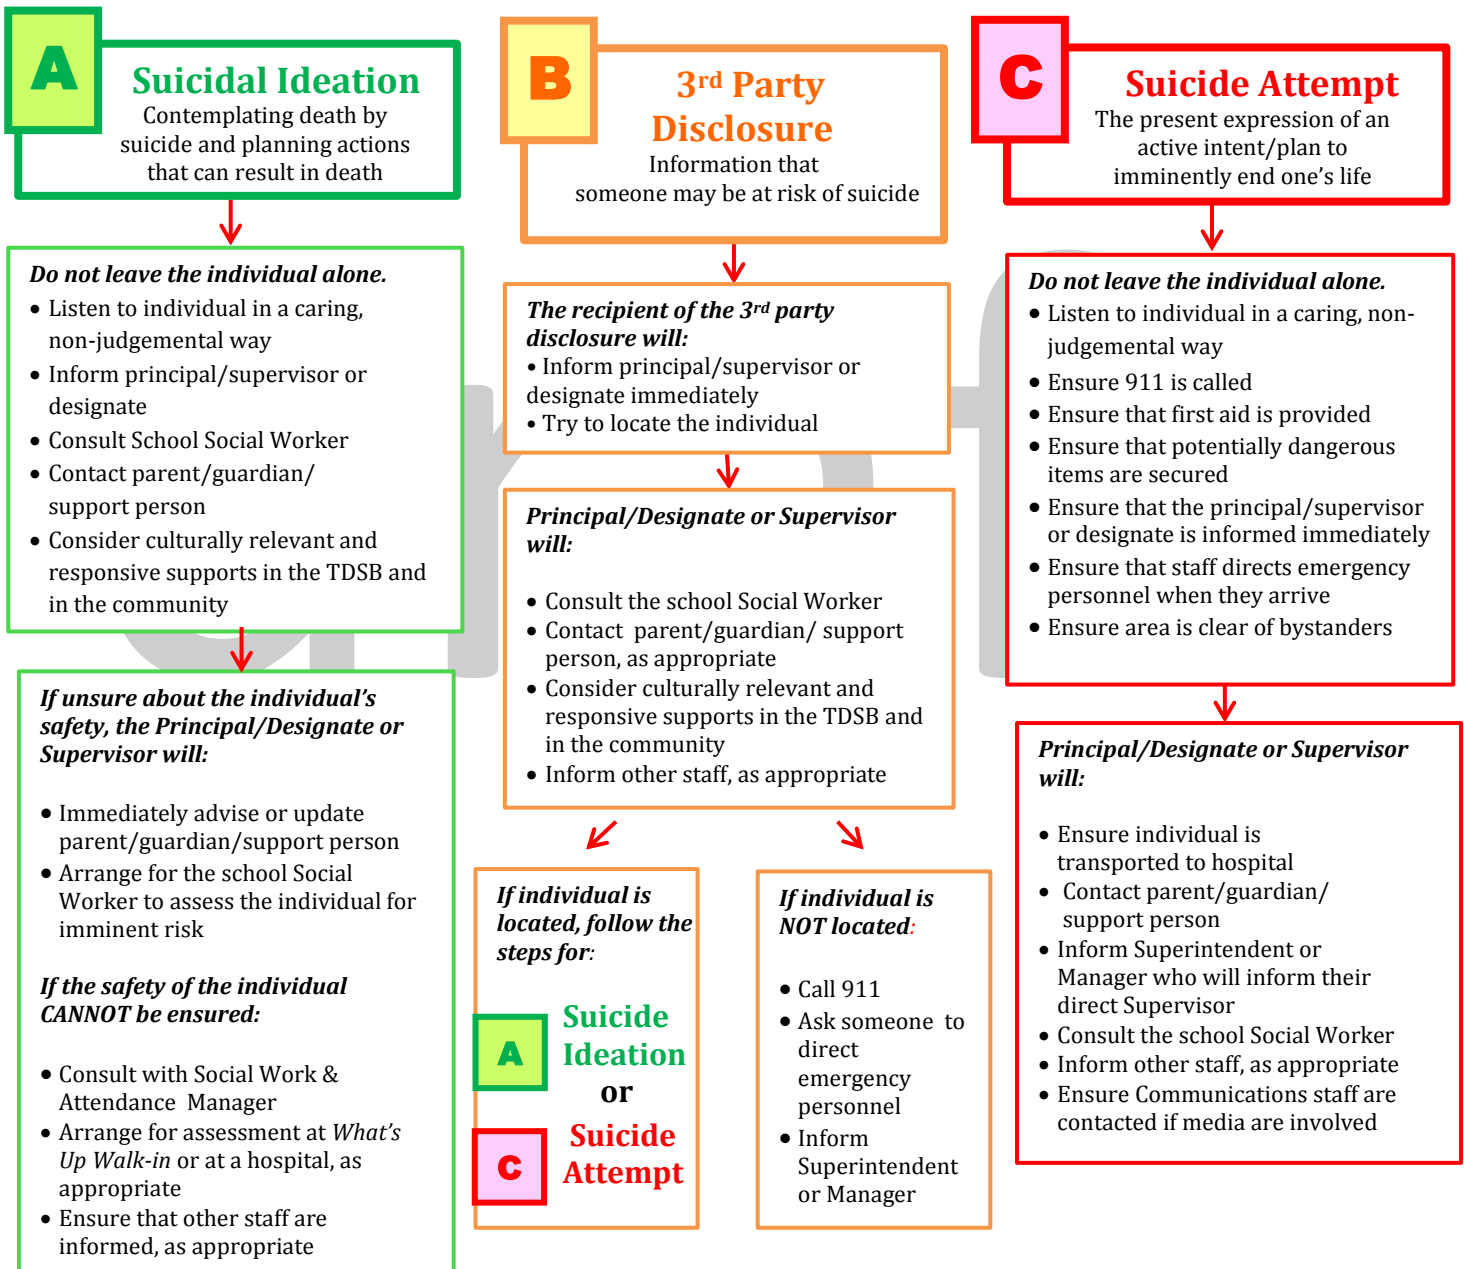 A
Suicidal Ideation
Contemplating death by
suicide and planning actions
that can result in death
Do not leave the individual alone.
• Listen to individual in a caring,
non-judgemental way
• Inform principal/supervisor or
designate
• Consult School Social Worker
• Contact parent/guardian/
support person
• Consider culturally relevant and
responsive supports in the TDSB and
in the community
If unsure about the individual's
safety, the Principal/Designate or
Supervisor will:
• Immediately advise or update
parent/guardian/support person
• Arrange for the school Social
Worker to assess the individual for
imminent risk
If the safety of the individual
CANNOT be ensured:
• Consult with Social Work &
Attendance Manager
• Arrange for assessment at What's
Up Walk-in or at a hospital, as
appropriate
• Ensure that other staff are
informed, as appropriate
B
3rd Party
Disclosure
Information that
someone may be at risk of suicide
The recipient of the 3rd party
disclosure will:
• Inform principal/supervisor or
designate immediately
• Try to locate the individual
Principal/Designate or Supervisor
will:
• Consult the school Social Worker
• Contact parent/guardian/ support
person, as appropriate
• Consider culturally relevant and
responsive supports in the TDSB and
in the community
• Inform other staff, as appropriate
If individual is
located, follow the
steps for:
A
Suicide
Ideation
or
C
Suicide
Attempt
If individual is
NOT located:
• Call 911
• Ask someone to
direct
emergency
personnel
• Inform
Superintendent
or Manager
C
Suicide Attempt
The present expression of an
active intent/plan to
imminently end one's life
Do not leave the individual alone.
• Listen to individual in a caring, non-
judgemental way
• Ensure 911 is called
• Ensure that first aid is provided
• Ensure that potentially dangerous
items are secured
• Ensure that the principal/supervisor
or designate is informed immediately
• Ensure that staff directs emergency
personnel when they arrive
• Ensure area is clear of bystanders
Principal/Designate or Supervisor
will:
• Ensure individual is
transported to hospital
• Contact parent/guardian/
support person
• Inform Superintendent or
Manager who will inform their
direct Supervisor
• Consult the school Social Worker
• Inform other staff, as appropriate
• Ensure Communications staff are
contacted if media are involved